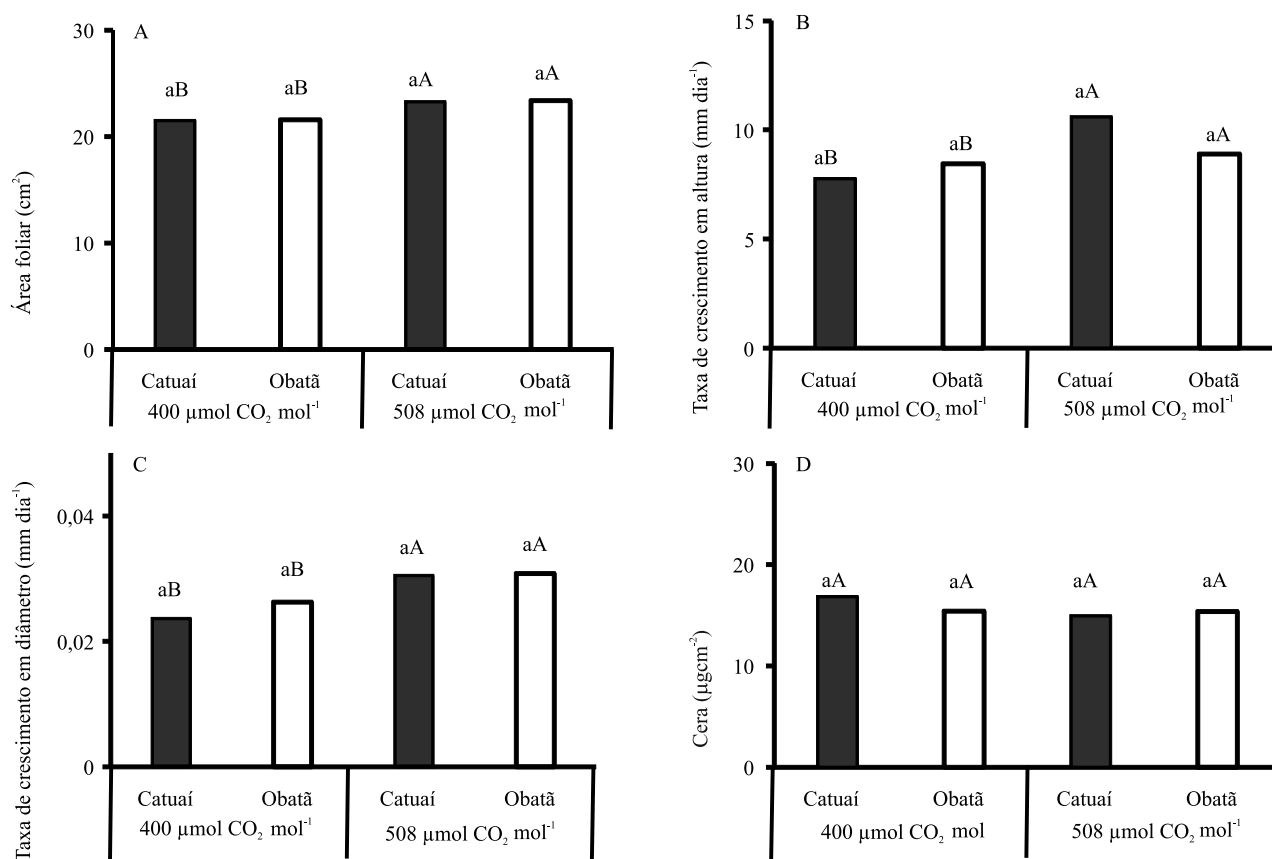 A
Área foliar (cm²)
30
20
10
0
aB
aB
aA
aA
Catuaí
Obatã
Catuaí
Obatã
400 µmol CO₂ mol⁻¹
508 µmol CO₂ mol⁻¹
B
Taxa de crescimento em altura (mm dia⁻¹)
15
10
5
0
aB
aB
aA
aA
Catuaí
Obatã
Catuaí
Obatã
400 µmol CO₂ mol⁻¹
508 µmol CO₂ mol⁻¹
C
Taxa de crescimento em diâmetro (mm dia⁻¹)
0,04
0,02
0
aB
aB
aA
aA
Catuaí
Obatã
Catuaí
Obatã
400 µmol CO₂ mol⁻¹
508 µmol CO₂ mol⁻¹
D
Cera (µgcm⁻²)
30
20
10
0
aA
aA
aA
aA
Catuaí
Obatã
Catuaí
Obatã
400 µmol CO₂ mol
508 µmol CO₂ mol⁻¹